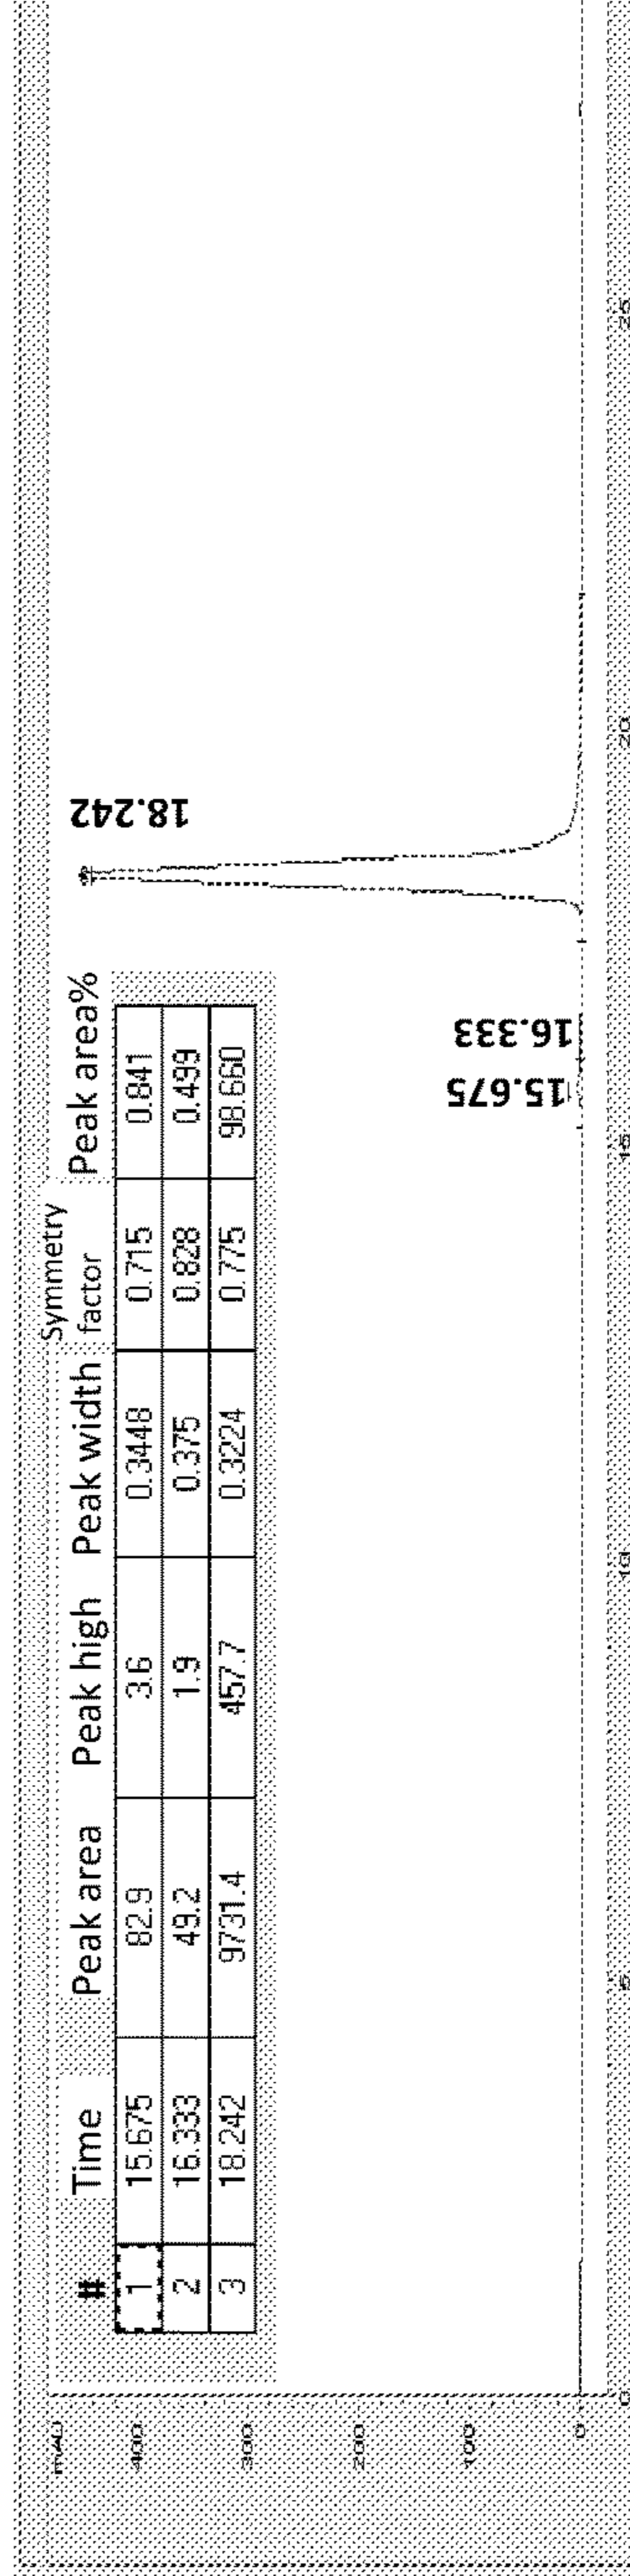 mAU
Symmetry
# Time Peak area Peak high Peak width factor Peak area%
1 15.675 82.9 3.6 0.3448 0.715 0.841
2 16.333 49.2 1.9 0.375 0.828 0.499
3 18.242 9731.4 457.7 0.3224 0.775 98.660
18.242
15.675
16.333
400
300
200
100
0
0 5 10 15 20 25